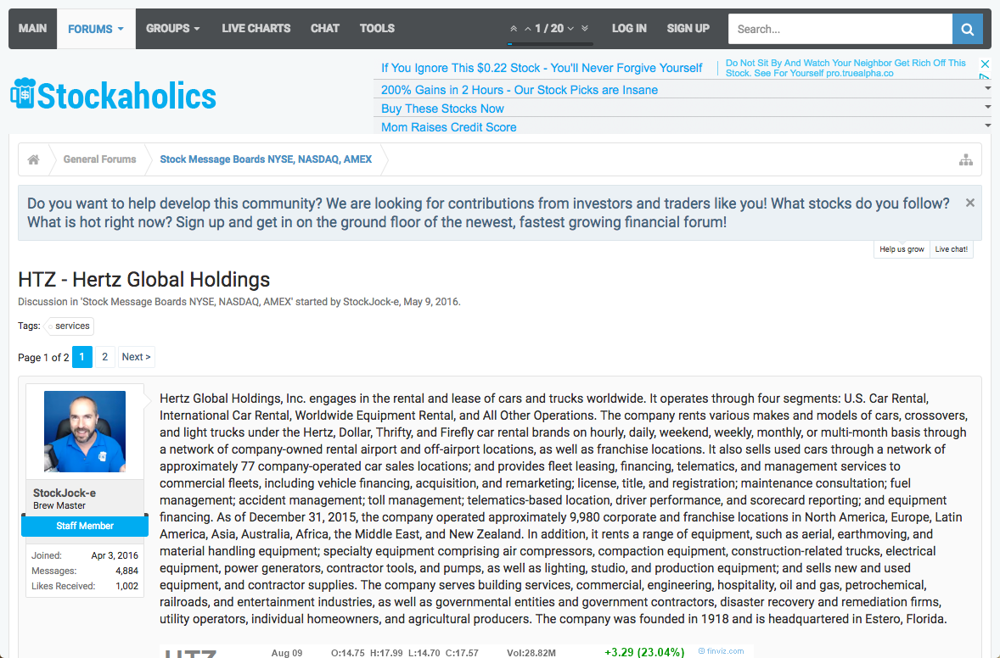 MAIN FORUMS GROUPS LIVE CHARTS CHAT TOOLS 1 / 20 LOG IN SIGN UP Search...
If You Ignore This $0.22 Stock - You'll Never Forgive Yourself
Do Not Sit By And Watch Your Neighbor Get Rich Off This
Stock. See For Yourself pro.truealpha.co
200% Gains in 2 Hours - Our Stock Picks are Insane
Buy These Stocks Now
Mom Raises Credit Score
Stockaholics
General Forums Stock Message Boards NYSE, NASDAQ, AMEX
Do you want to help develop this community? We are looking for contributions from investors and traders like you! What stocks do you follow?
What is hot right now? Sign up and get in on the ground floor of the newest, fastest growing financial forum!
Help us grow Live chat!
HTZ - Hertz Global Holdings
Discussion in 'Stock Message Boards NYSE, NASDAQ, AMEX' started by StockJock-e, May 9, 2016.
Tags: services
Page 1 of 2 1 2 Next >
StockJock-e
Brew Master
Staff Member
Joined: Apr 3, 2016
Messages: 4,884
Likes Received: 1,002
Hertz Global Holdings, Inc. engages in the rental and lease of cars and trucks worldwide. It operates through four segments: U.S. Car Rental,
International Car Rental, Worldwide Equipment Rental, and All Other Operations. The company rents various makes and models of cars, crossovers,
and light trucks under the Hertz, Dollar, Thrifty, and Firefly car rental brands on hourly, daily, weekend, weekly, monthly, or multi-month basis through
a network of company-owned rental airport and off-airport locations, as well as franchise locations. It also sells used cars through a network of
approximately 77 company-operated car sales locations; and provides fleet leasing, financing, telematics, and management services to
commercial fleets, including vehicle financing, acquisition, and remarketing; license, title, and registration; maintenance consultation; fuel
management; accident management; toll management; telematics-based location, driver performance, and scorecard reporting; and equipment
financing. As of December 31, 2015, the company operated approximately 9,980 corporate and franchise locations in North America, Europe, Latin
America, Asia, Australia, Africa, the Middle East, and New Zealand. In addition, it rents a range of equipment, such as aerial, earthmoving, and
material handling equipment; specialty equipment comprising air compressors, compaction equipment, construction-related trucks, electrical
equipment, power generators, contractor tools, and pumps, as well as lighting, studio, and production equipment; and sells new and used
equipment, and contractor supplies. The company serves building services, commercial, engineering, hospitality, oil and gas, petrochemical,
railroads, and entertainment industries, as well as governmental entities and government contractors, disaster recovery and remediation firms,
utility operators, individual homeowners, and agricultural producers. The company was founded in 1918 and is headquartered in Estero, Florida.
HTZ Aug 09 O:14.75 H:17.99 L:14.70 C:17.57 Vol:28.82M +3.29 (23.04%) © finviz.com